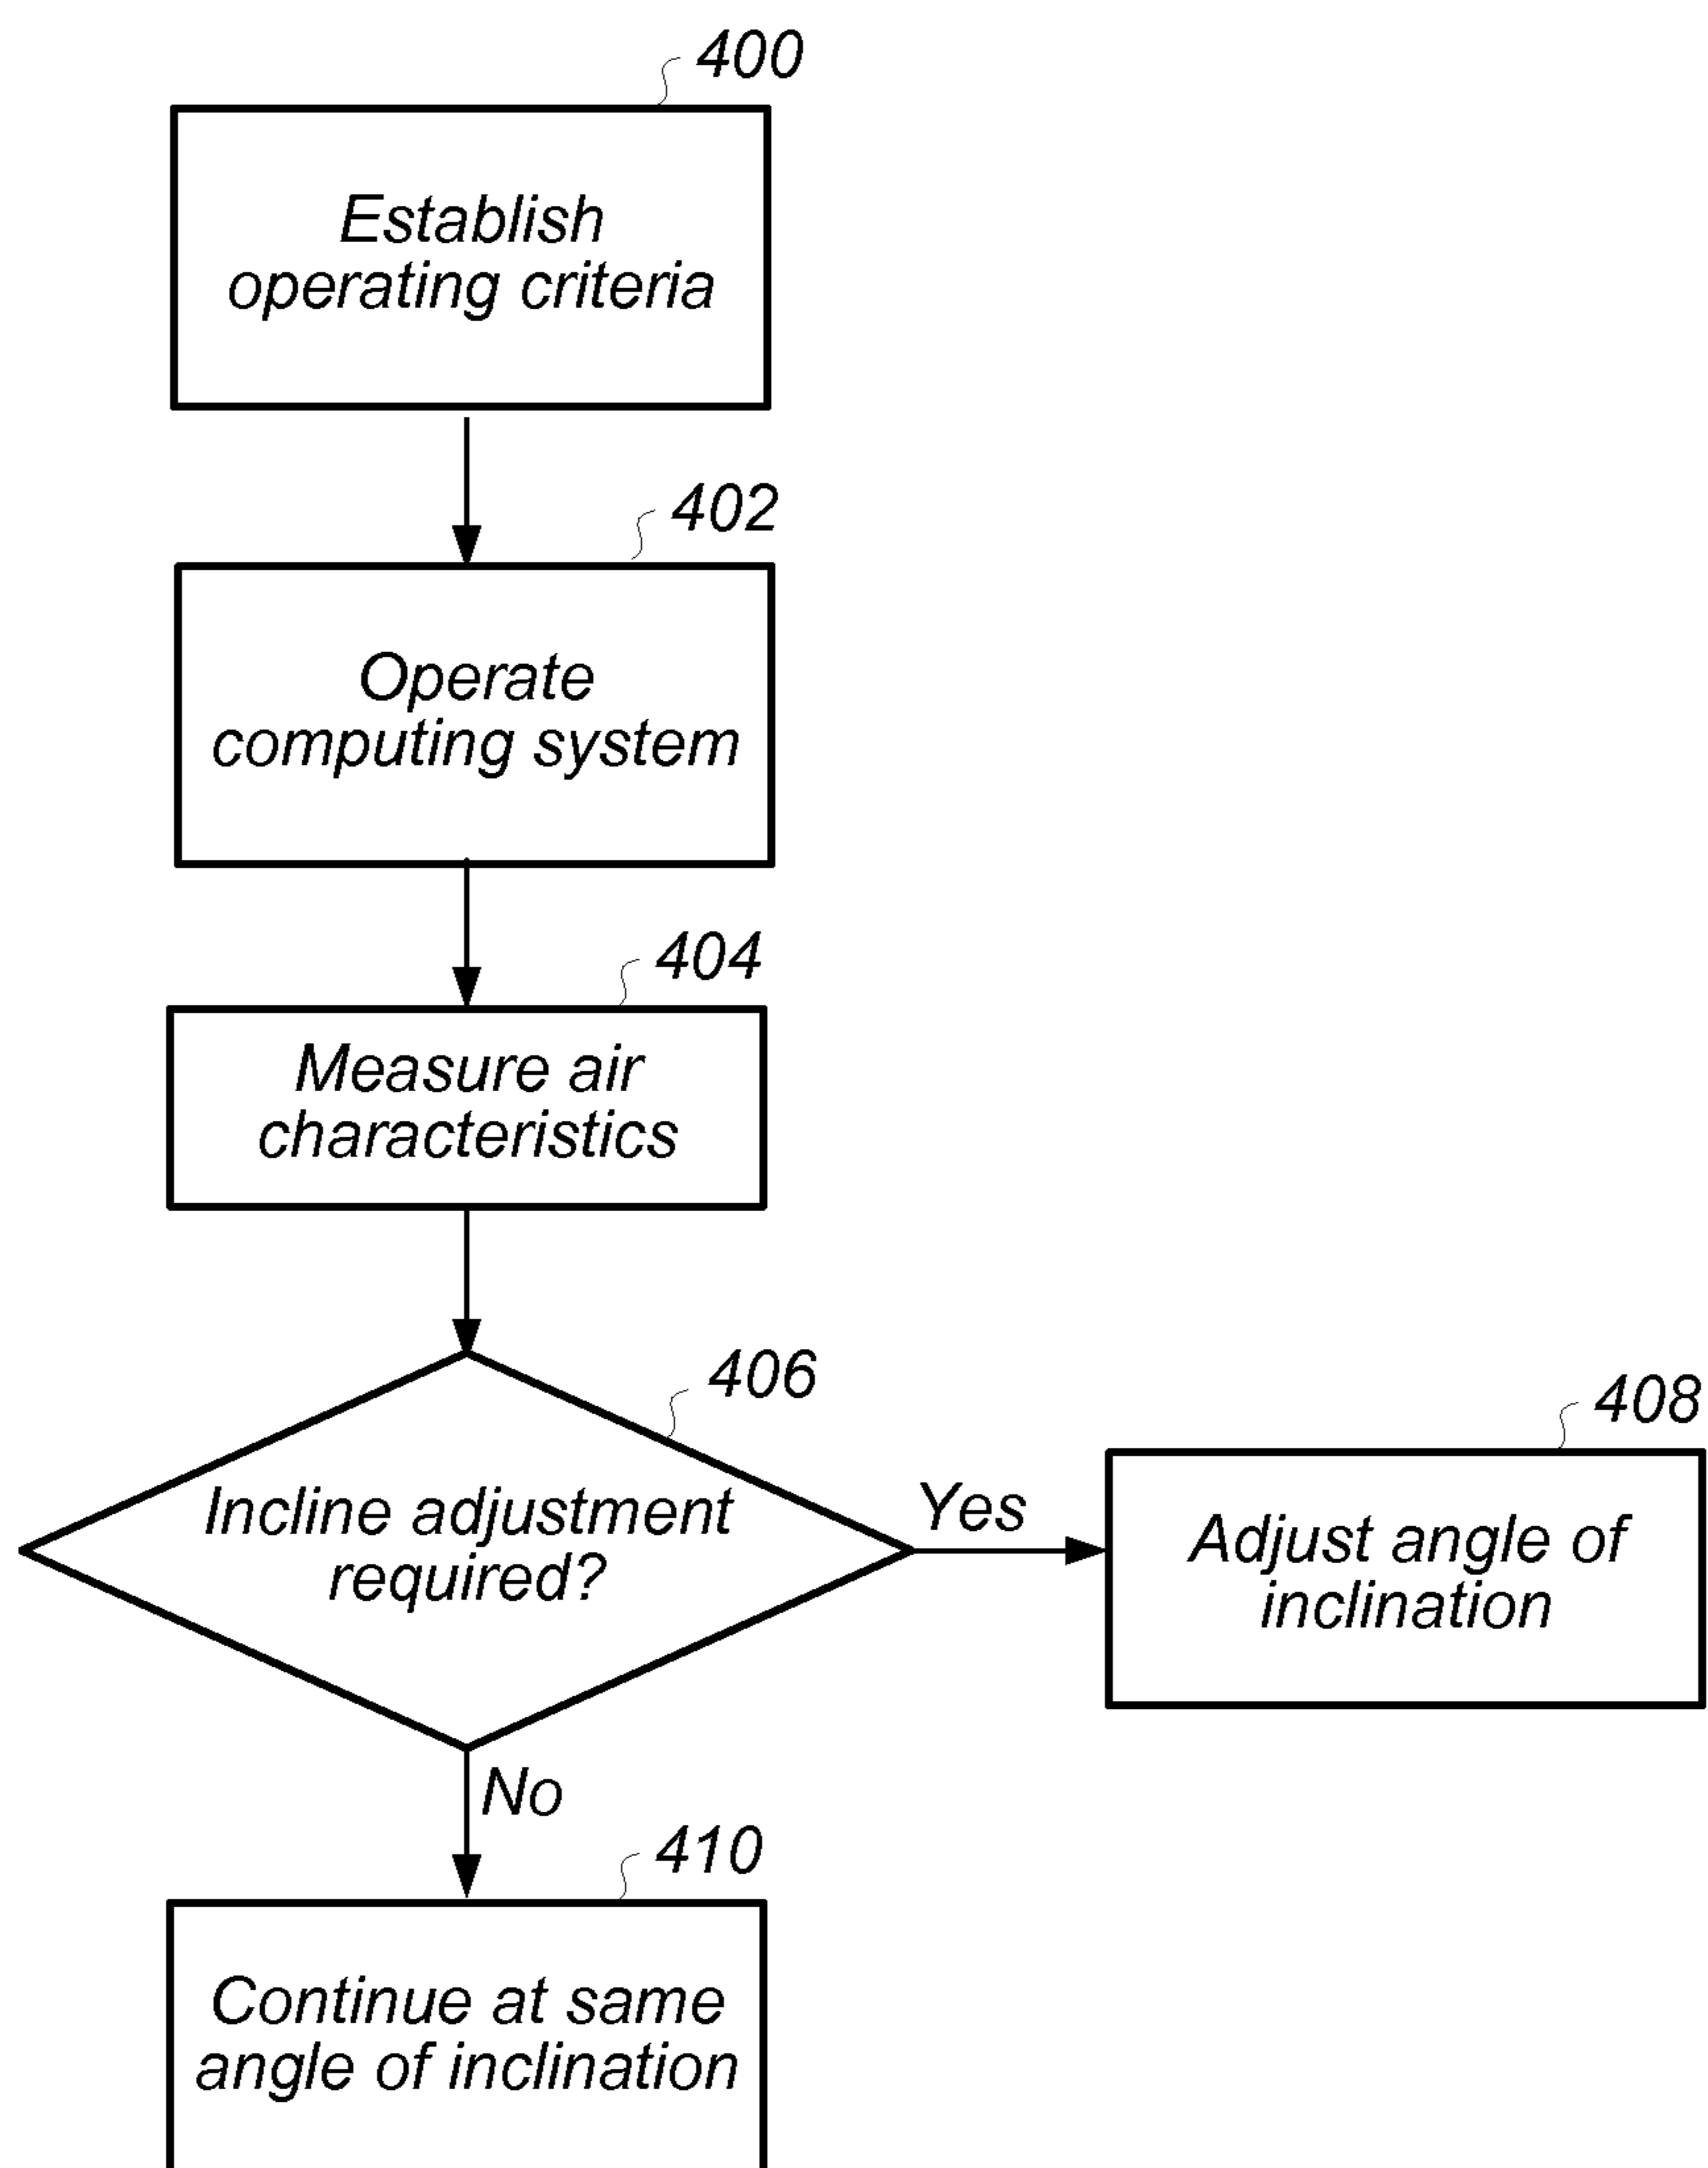 400
Establish
operating criteria
402
Operate
computing system
404
Measure air
characteristics
406
Incline adjustment
required?
Yes
408
Adjust angle of
inclination
No
410
Continue at same
angle of inclination